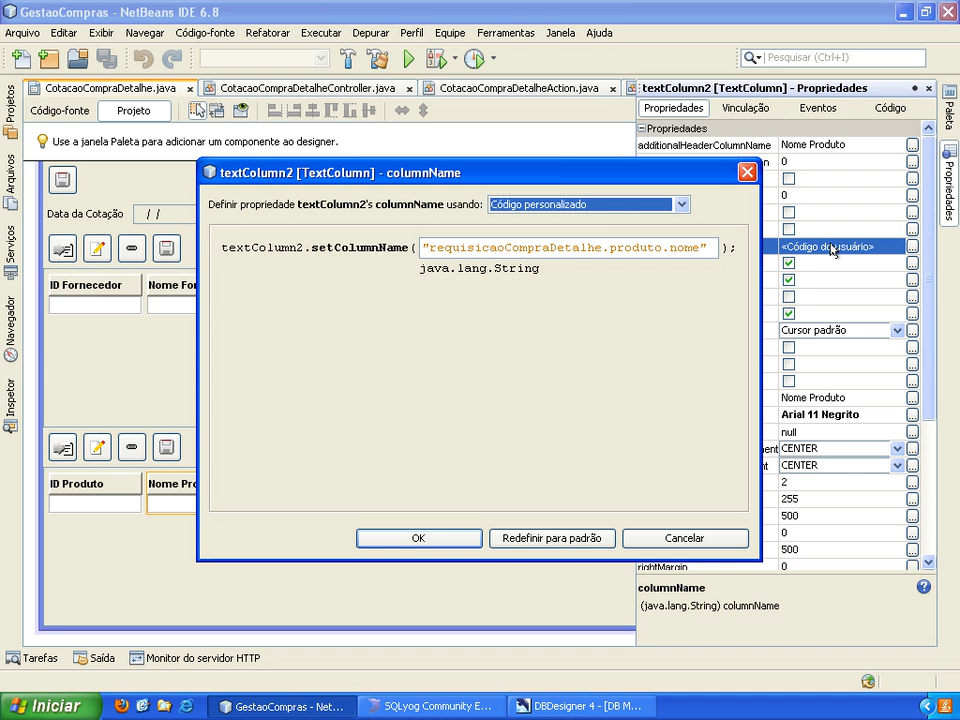 GestaoCompras - NetBeans IDE 6.8
Arquivo Editar Exibir Navegar Código-fonte Refatorar Executar Depurar Perfil Equipe Ferramentas Janela Ajuda
Pesquisar (Ctrl+I)
CotacaoCompraDetalhe.java
CotacaoCompraDetalheController.java
CotacaoCompraDetalheAction.java
textColumn2 [TextColumn] - Propriedades
Código-fonte Projeto
Propriedades Vinculação Eventos Código
Use a janela Paleta para adicionar um componente ao designer.
Propriedades
additionalHeaderColumnName Nome Produto
0
0
<Código do usuário>
Cursor padrão
Nome Produto
Arial 11 Negrito
null
CENTER
CENTER
2
255
500
0
500
rightMargin 0
columnName
(java.lang.String) columnName
Projetos
Arquivos
Serviços
Navegador
Inspetor
Paleta
Propriedades
Data da Cotação / /
ID Fornecedor
ID Produto
textColumn2 [TextColumn] - columnName
Definir propriedade textColumn2's columnName usando: Código personalizado
textColumn2.setColumnName( "requisicaoCompraDetalhe.produto.nome" );
java.lang.String
OK Redefinir para padrão Cancelar
Tarefas Saída Monitor do servidor HTTP
Iniciar
GestaoCompras - Net...
SQLyog Community E...
DBDesigner 4 - [DB M...